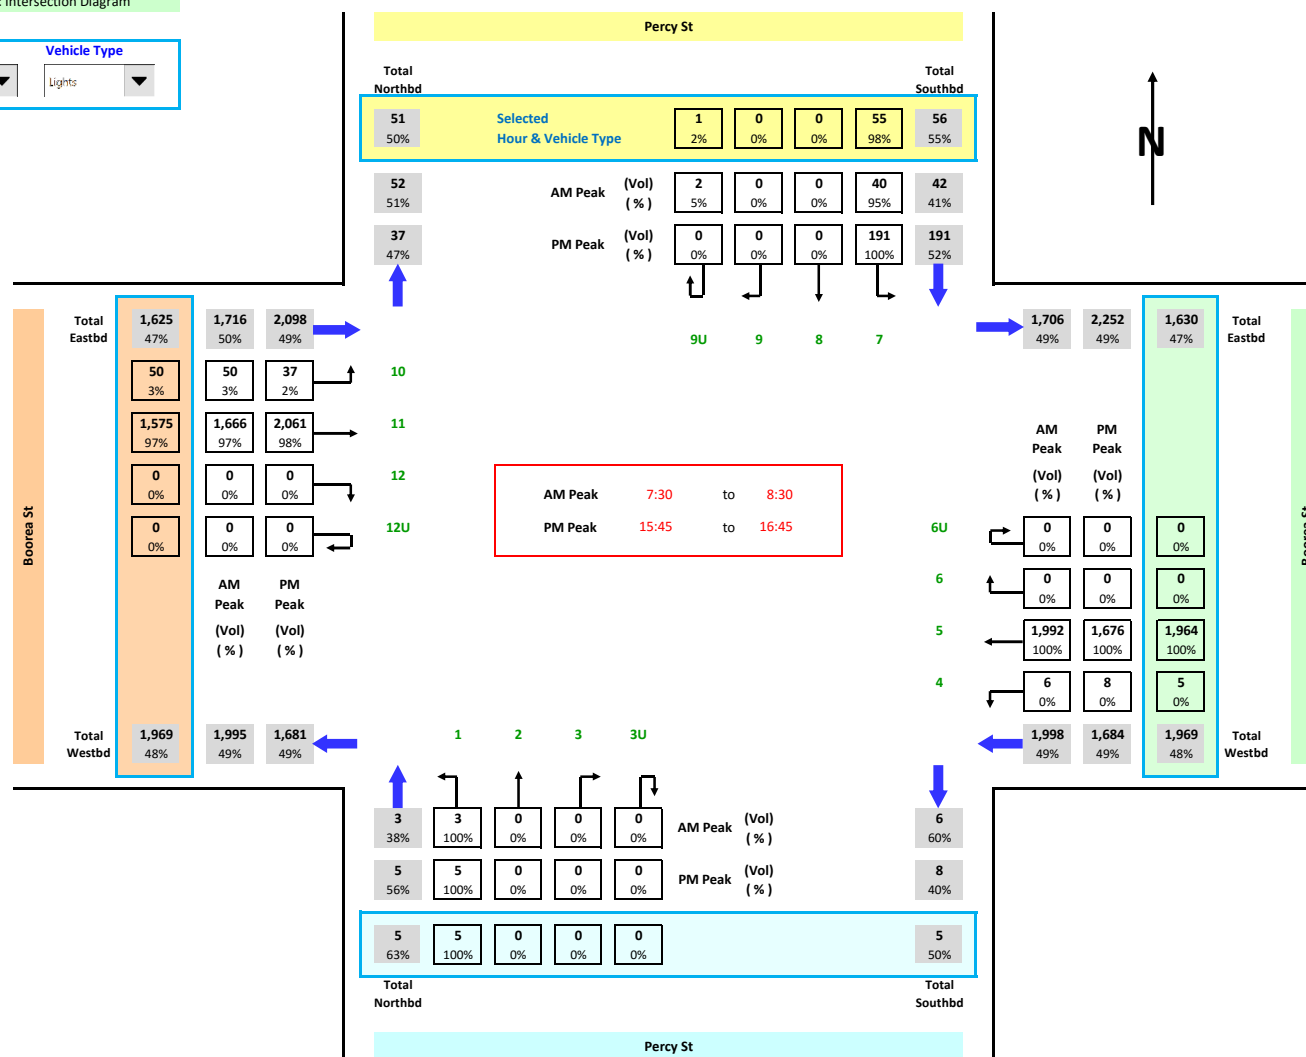 : Intersection Diagram
Vehicle Type
Lights
Percy St
Total
Northbd
Total
Southbd
51
50%
Selected
Hour & Vehicle Type
1
2%
0
0%
0
0%
55
98%
56
55%
N
52
51%
AM Peak
(Vol)
( % )
2
5%
0
0%
0
0%
40
95%
42
41%
37
47%
PM Peak
(Vol)
( % )
0
0%
0
0%
0
0%
191
100%
191
52%
9U 9 8 7
Boorea St
Total
Eastbd
1,625
47%
1,716
50%
2,098
49%
50
3%
50
3%
37
2%
10
1,575
97%
1,666
97%
2,061
98%
11
0
0%
0
0%
0
0%
12
0
0%
0
0%
0
0%
12U
AM
Peak
(Vol)
( % )
PM
Peak
(Vol)
( % )
Total
Westbd
1,969
48%
1,995
49%
1,681
49%
AM Peak 7:30 to 8:30
PM Peak 15:45 to 16:45
1,706
49%
2,252
49%
1,630
47%
Total
Eastbd
AM
Peak
(Vol)
( % )
PM
Peak
(Vol)
( % )
6U
0
0%
0
0%
0
0%
6
0
0%
0
0%
0
0%
5
1,992
100%
1,676
100%
1,964
100%
4
6
0%
8
0%
5
0%
1,998
49%
1,684
49%
1,969
48%
Total
Westbd
Boorea St
1 2 3 3U
3
38%
3
100%
0
0%
0
0%
0
0%
AM Peak
(Vol)
( % )
6
60%
5
56%
5
100%
0
0%
0
0%
0
0%
PM Peak
(Vol)
( % )
8
40%
5
63%
5
100%
0
0%
0
0%
0
0%
5
50%
Total
Northbd
Total
Southbd
Percy St